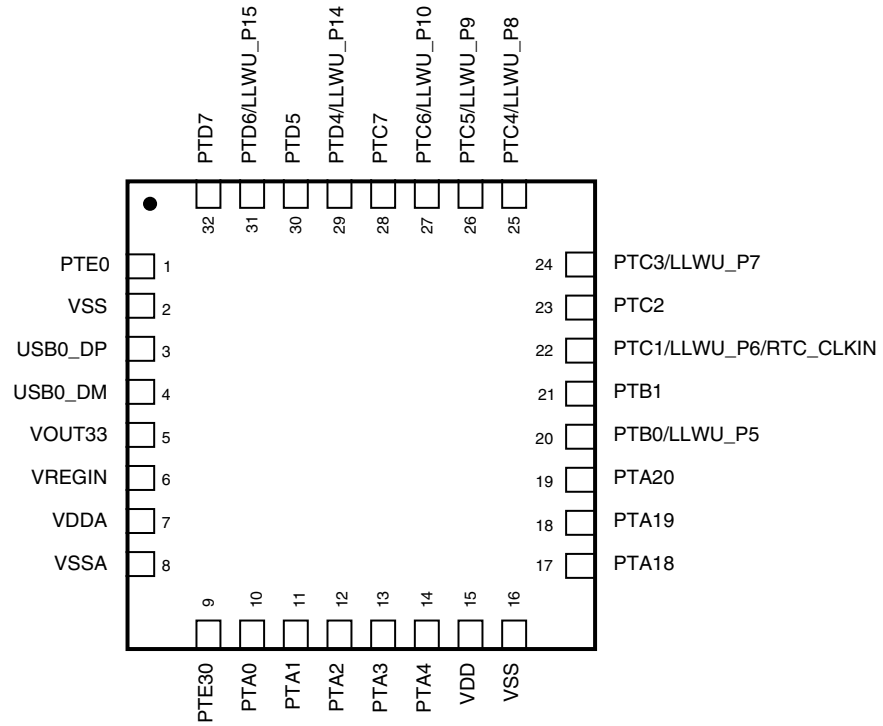 PTD7
PTD6/LLWU_P15
PTD5
PTD4/LLWU_P14
PTC7
PTC6/LLWU_P10
PTC5/LLWU_P9
PTC4/LLWU_P8
32
31
30
29
28
27
26
25
PTE0 1
VSS 2
USB0_DP 3
USB0_DM 4
VOUT33 5
VREGIN 6
VDDA 7
VSSA 8
24 PTC3/LLWU_P7
23 PTC2
22 PTC1/LLWU_P6/RTC_CLKIN
21 PTB1
20 PTB0/LLWU_P5
19 PTA20
18 PTA19
17 PTA18
9
10
11
12
13
14
15
16
PTE30
PTA0
PTA1
PTA2
PTA3
PTA4
VDD
VSS